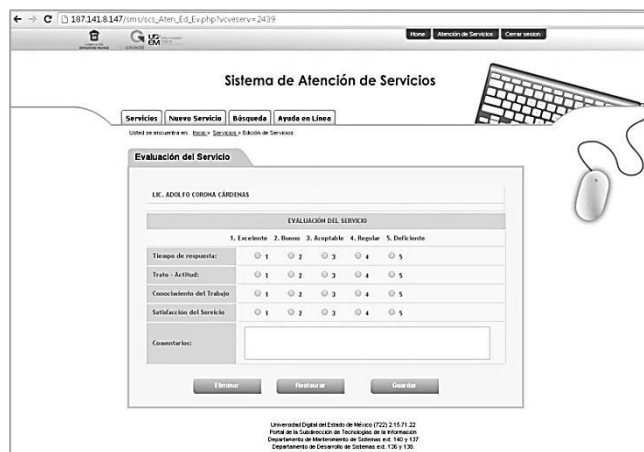 187.141.8.147/sms/scs_Aten_Ed_Ev.php?vcveserv=2439
Home Atención de Servicios Cerrar sesion
Sistema de Atención de Servicios
Servicios Nuevo Servicio Búsqueda Ayuda en Línea
Usted se encuentra en: Inicio > Servicios > Edición de Servicios
Evaluación del Servicio
LIC. ADOLFO CORONA CÁRDENAS
EVALUACIÓN DEL SERVICIO
1. Excelente 2. Bueno 3. Aceptable 4. Regular 5. Deficiente
Tiempo de respuesta: 1 2 3 4 5
Trato - Actitud: 1 2 3 4 5
Conocimiento del Trabajo 1 2 3 4 5
Satisfacción del Servicio 1 2 3 4 5
Comentarios:
Eliminar Restaurar Guardar
Universidad Digital del Estado de México (722) 2.15.71.22
Portal de la Subdirección de Tecnologías de la Información
Departamento de Mantenimiento de Sistemas ext. 140 y 137
Departamento de Desarrollo de Sistemas ext. 136 y 138.